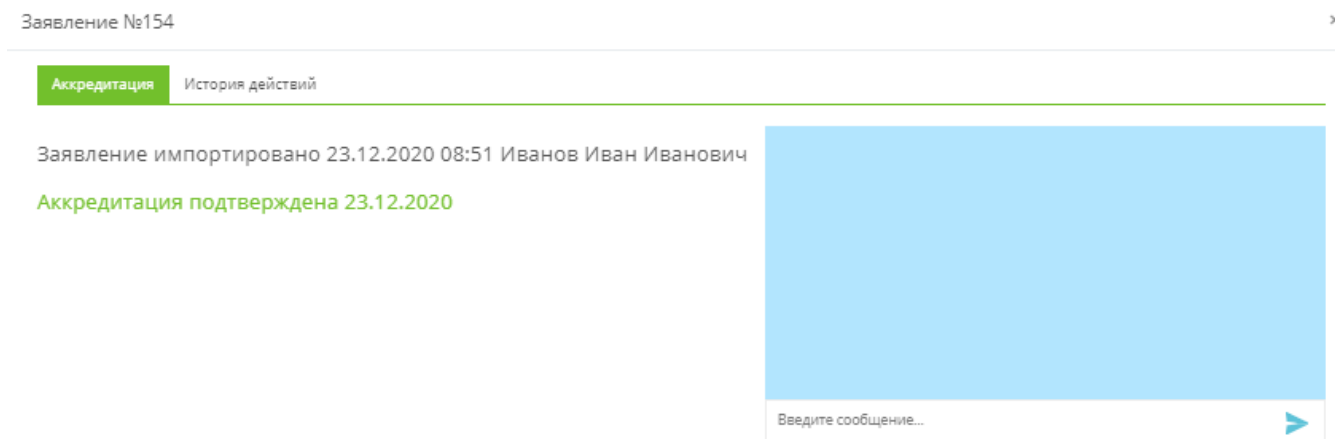 Заявление №154
Аккредитация История действий
Заявление импортировано 23.12.2020 08:51 Иванов Иван Иванович
Аккредитация подтверждена 23.12.2020
Введите сообщение...